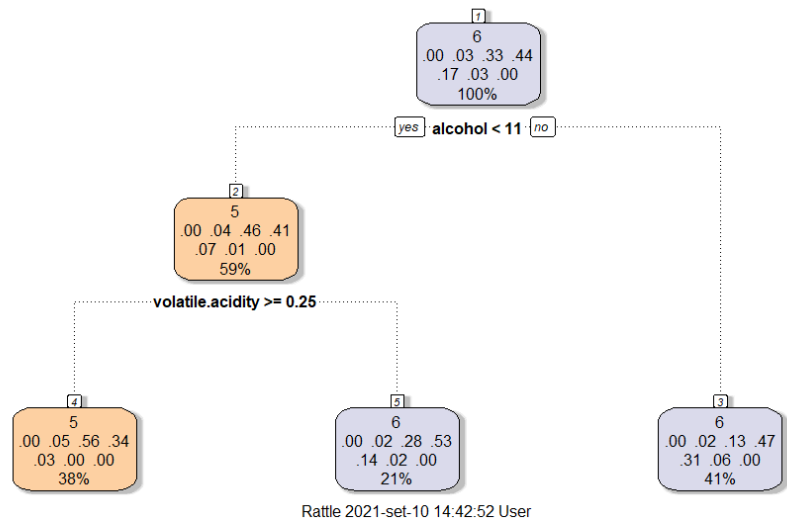 1
6
.00 .03 .33 .44
.17 .03 .00
100%
yes alcohol < 11 no
2
5
.00 .04 .46 .41
.07 .01 .00
59%
volatile.acidity >= 0.25
4
5
.00 .05 .56 .34
.03 .00 .00
38%
5
6
.00 .02 .28 .53
.14 .02 .00
21%
3
6
.00 .02 .13 .47
.31 .06 .00
41%
Rattle 2021-set-10 14:42:52 User